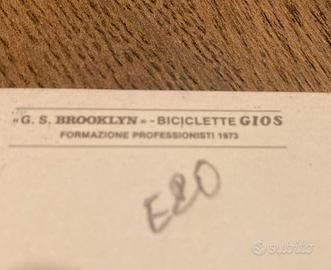 «G. S. BROOKLYN» - BICICLETTE GIOS
FORMAZIONE PROFESSIONISTI 1973
E20
subito